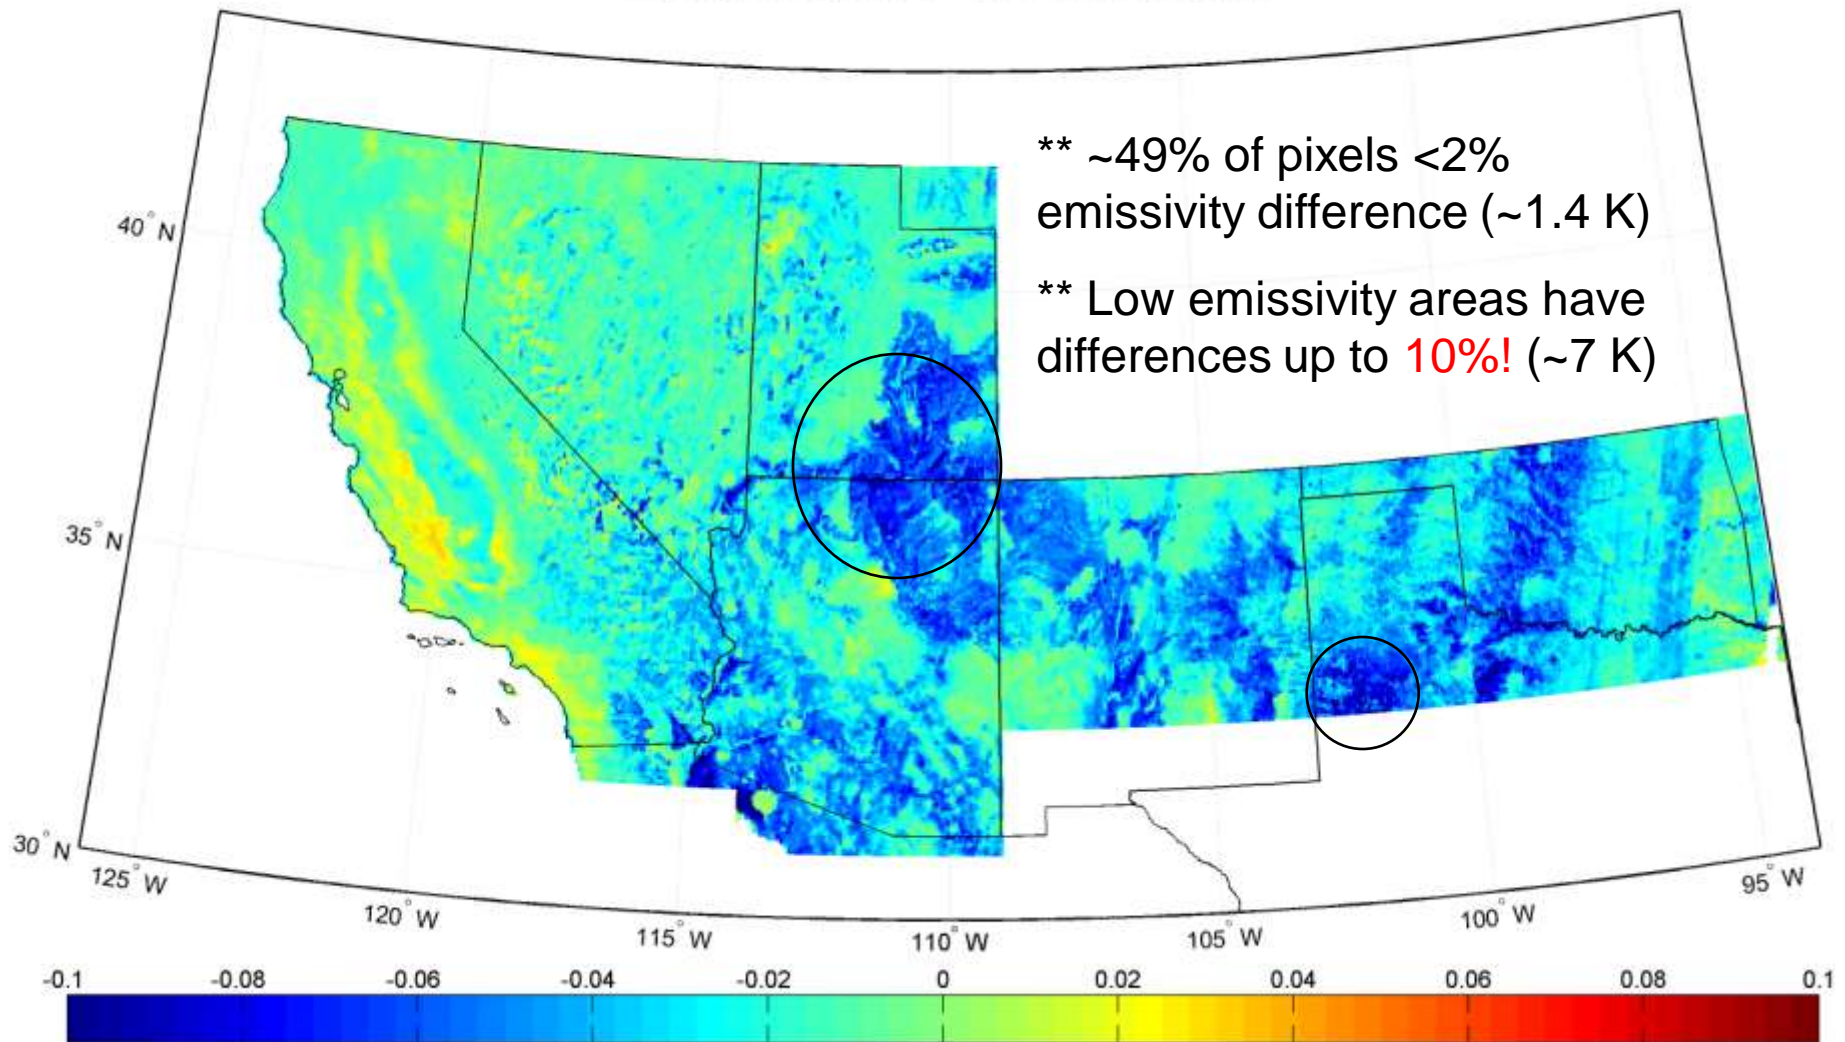 ** ~49% of pixels <2%
emissivity difference (~1.4 K)
** Low emissivity areas have
differences up to 10%! (~7 K)
40° N
35° N
30° N
125° W
120° W
115° W
110° W
105° W
100° W
95° W
-0.1 -0.08 -0.06 -0.04 -0.02 0 0.02 0.04 0.06 0.08 0.1